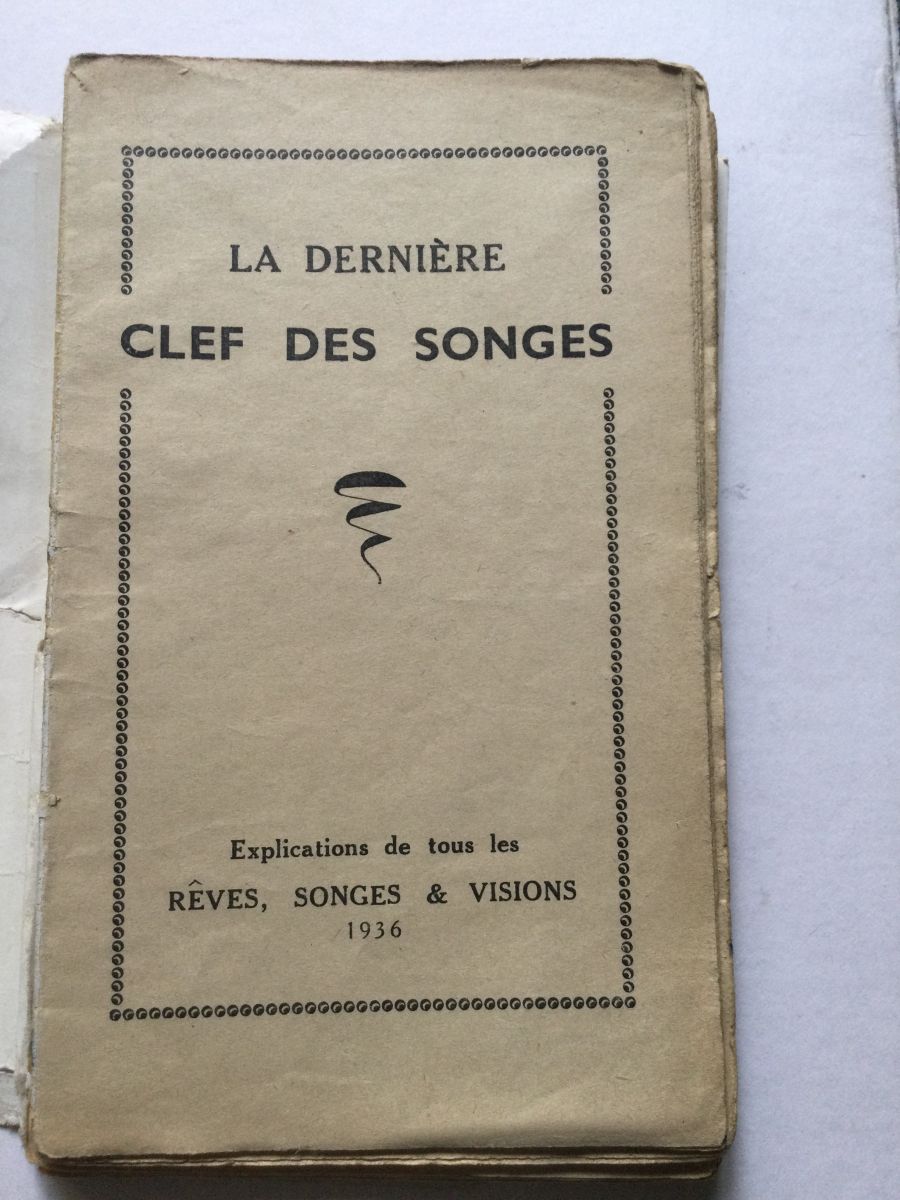 LA DERNIÈRE
CLEF DES SONGES
Explications de tous les
RÊVES, SONGES & VISIONS
1936